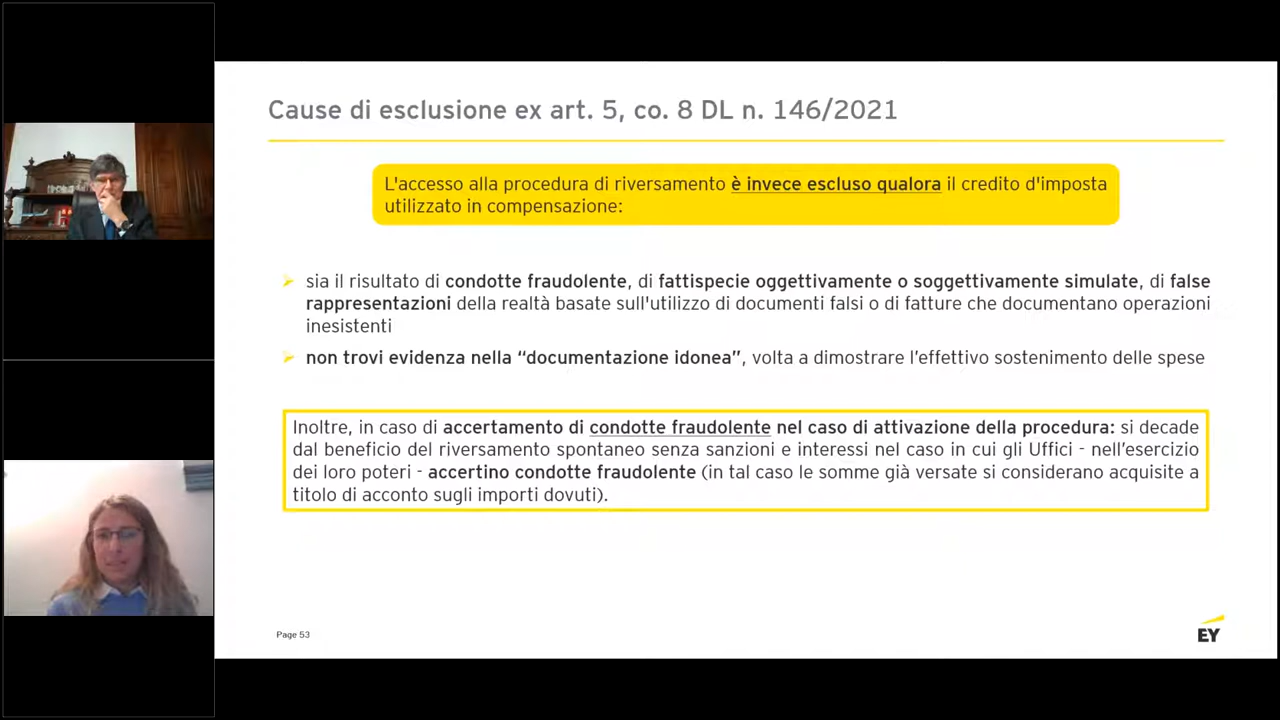 Cause di esclusione ex art. 5, co. 8 DL n. 146/2021
L'accesso alla procedura di riversamento è invece escluso qualora il credito d'imposta
utilizzato in compensazione:
sia il risultato di condotte fraudolente, di fattispecie oggettivamente o soggettivamente simulate, di false
rappresentazioni della realtà basate sull'utilizzo di documenti falsi o di fatture che documentano operazioni
inesistenti
non trovi evidenza nella “documentazione idonea”, volta a dimostrare l’effettivo sostenimento delle spese
Inoltre, in caso di accertamento di condotte fraudolente nel caso di attivazione della procedura: si decade
dal beneficio del riversamento spontaneo senza sanzioni e interessi nel caso in cui gli Uffici - nell’esercizio
dei loro poteri - accertino condotte fraudolente (in tal caso le somme già versate si considerano acquisite a
titolo di acconto sugli importi dovuti).
Page 53
EY